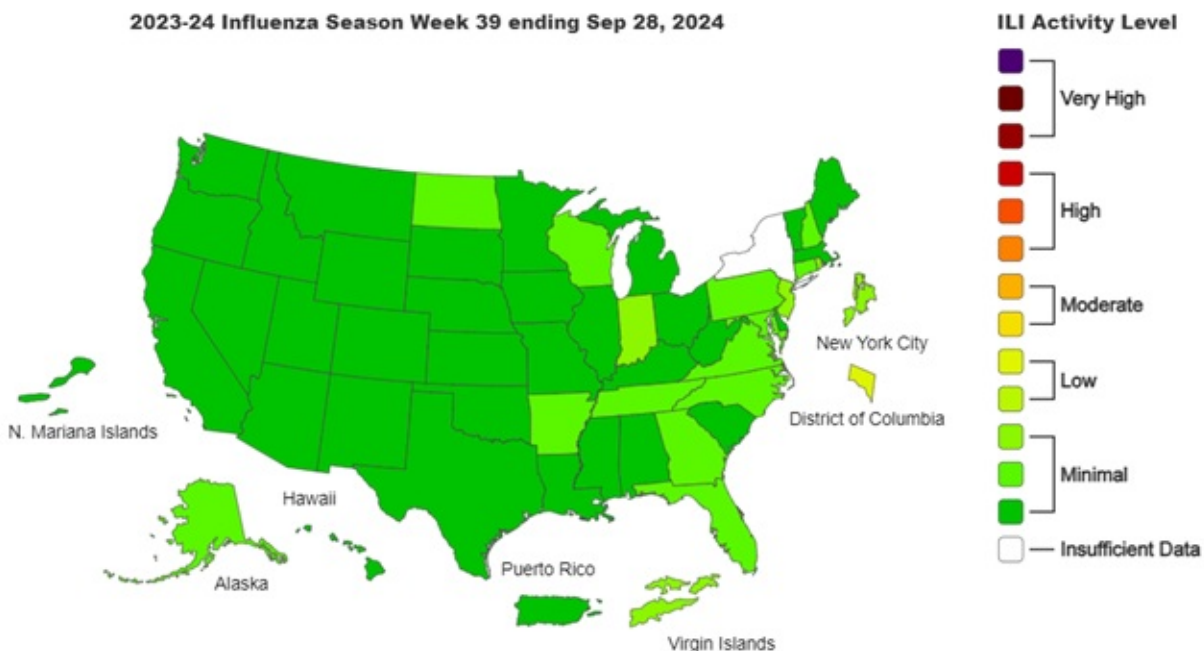 2023-24 Influenza Season Week 39 ending Sep 28, 2024
ILI Activity Level
Very High
High
Moderate
Low
Minimal
Insufficient Data
New York City
District of Columbia
N. Mariana Islands
Hawaii
Alaska
Puerto Rico
Virgin Islands